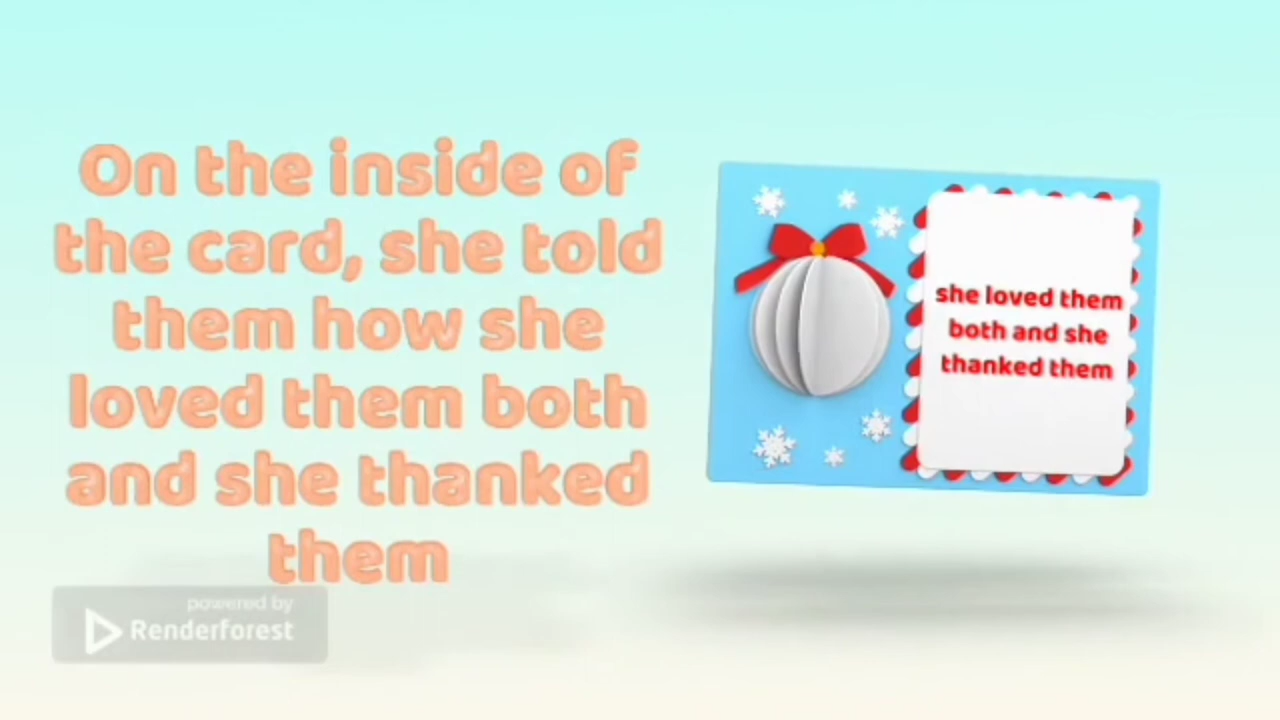 On the inside of
the card, she told
them how she
loved them both
and she thanked
them
she loved them
both and she
thanked them
powered by
Renderforest